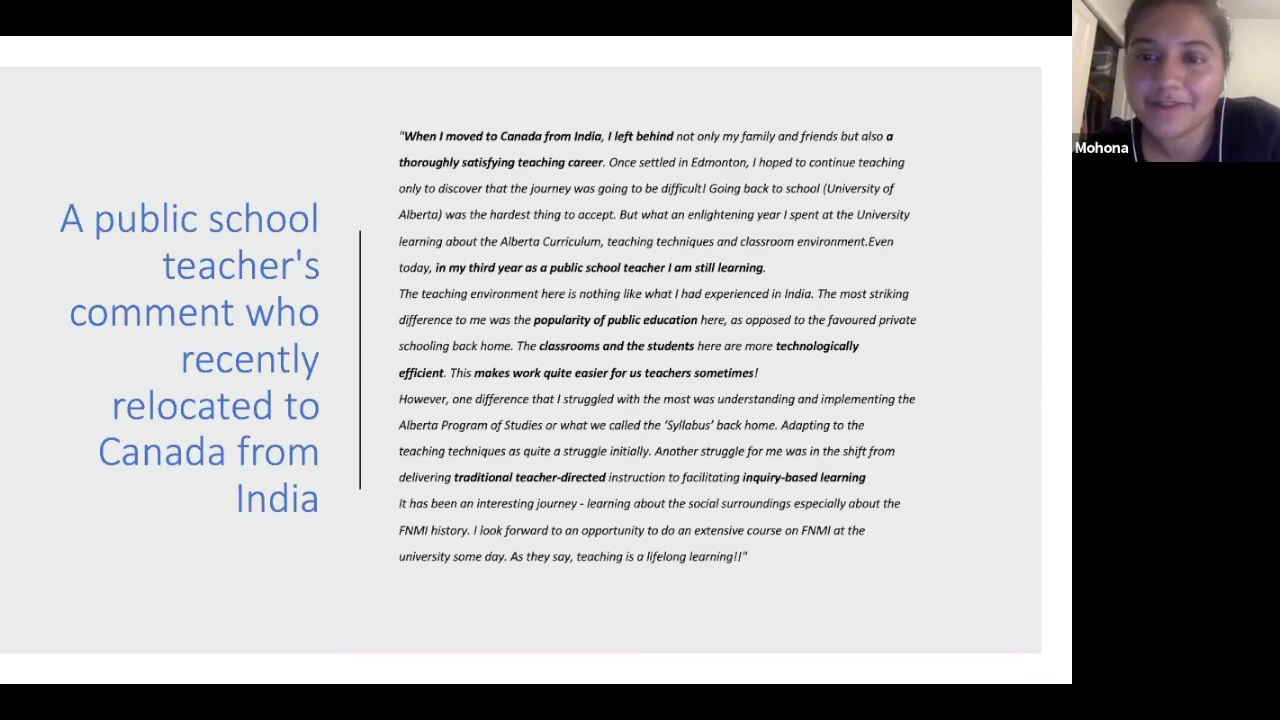 A public school
teacher's
comment who
recently
relocated to
Canada from
India
"When I moved to Canada from India, I left behind not only my family and friends but also a
thoroughly satisfying teaching career. Once settled in Edmonton, I hoped to continue teaching
only to discover that the journey was going to be difficult! Going back to school (University of
Alberta) was the hardest thing to accept. But what an enlightening year I spent at the University
learning about the Alberta Curriculum, teaching techniques and classroom environment.Even
today, in my third year as a public school teacher I am still learning.
The teaching environment here is nothing like what I had experienced in India. The most striking
difference to me was the popularity of public education here, as opposed to the favoured private
schooling back home. The classrooms and the students here are more technologically
efficient. This makes work quite easier for us teachers sometimes!
However, one difference that I struggled with the most was understanding and implementing the
Alberta Program of Studies or what we called the ‘Syllabus’ back home. Adapting to the
teaching techniques as quite a struggle initially. Another struggle for me was in the shift from
delivering traditional teacher-directed instruction to facilitating inquiry-based learning
It has been an interesting journey - learning about the social surroundings especially about the
FNMI history. I look forward to an opportunity to do an extensive course on FNMI at the
university some day. As they say, teaching is a lifelong learning!!"
Mohona